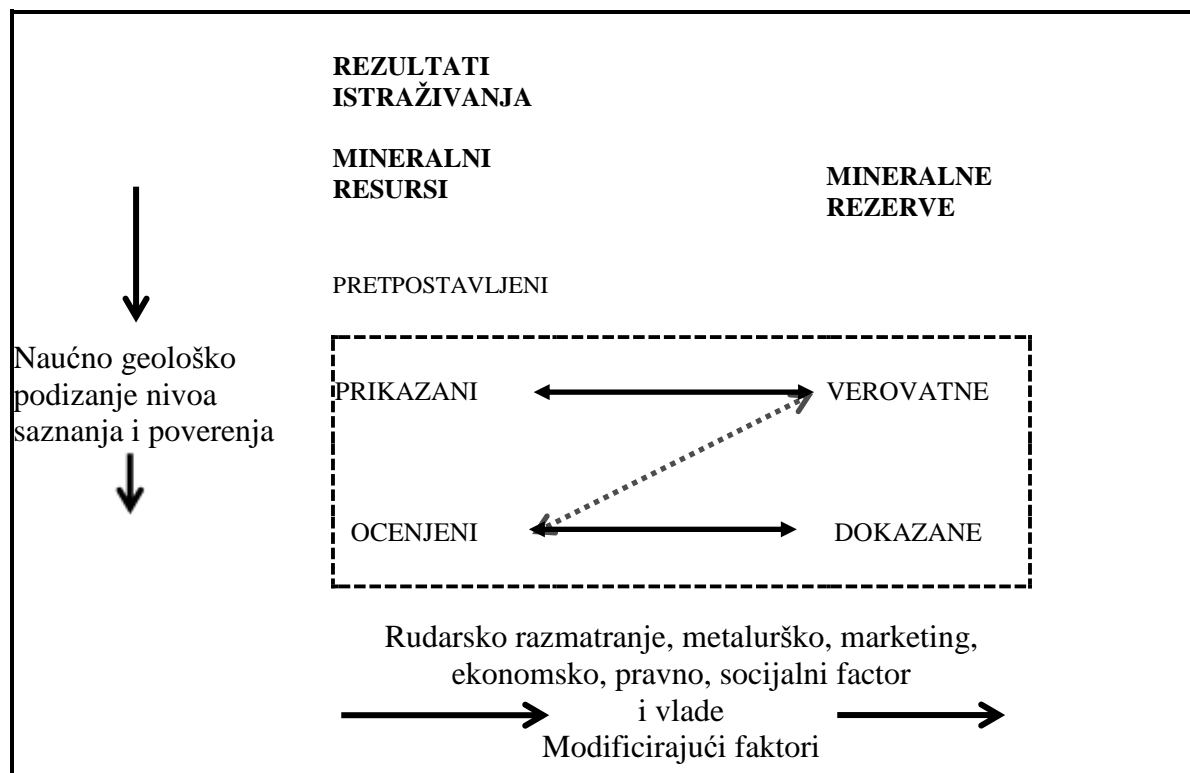 REZULTATI
ISTRAŽIVANJA
MINERALNI
RESURSI
MINERALNE
REZERVE
PRETPOSTAVLJENI
Naućno geološko
podizanje nivoa
saznanja i poverenja
PRIKAZANI
VEROVATNE
OCENJENI
DOKAZANE
Rudarsko razmatranje, metalurško, marketing,
ekonomsko, pravno, socijalni factor
i vlade
Modificirajući faktori